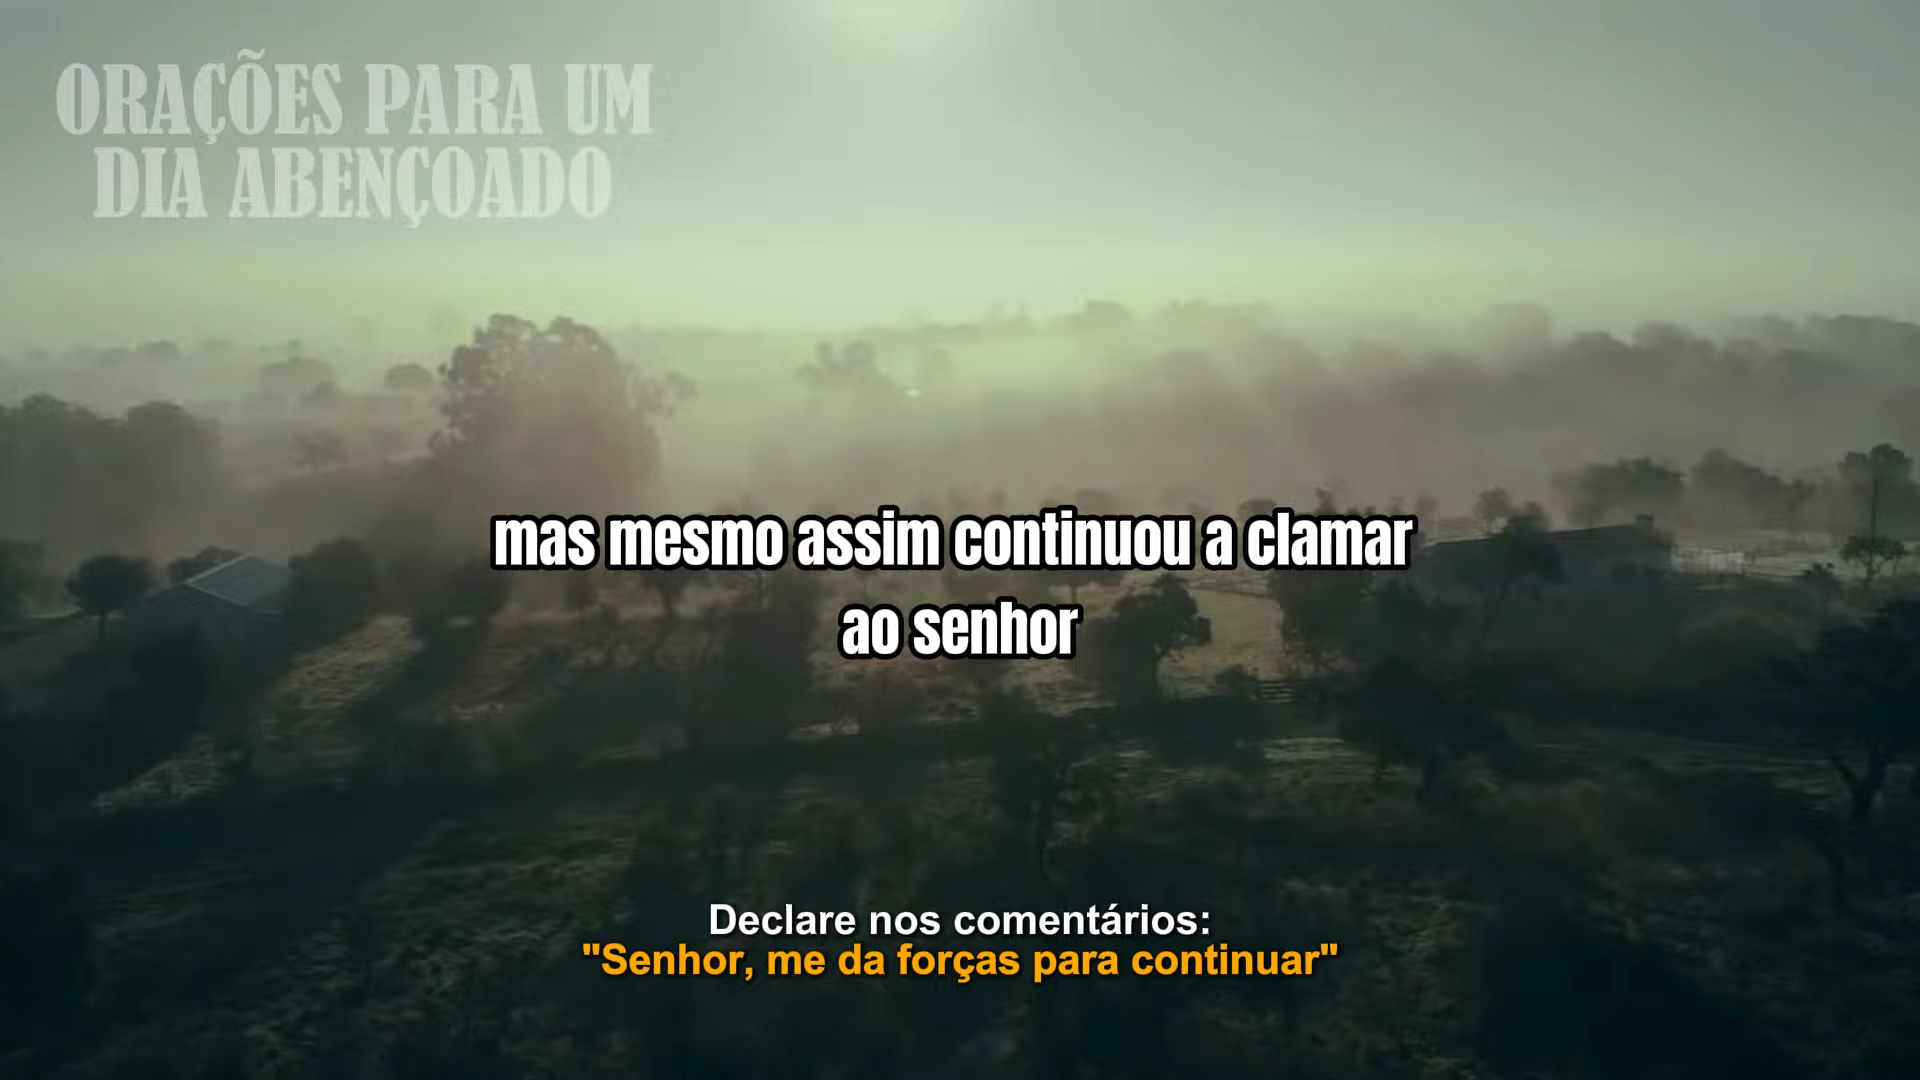 ORAÇÕES PARA UM
DIA ABENÇOADO
mas mesmo assim continuou a clamar
ao senhor
Declare nos comentários:
"Senhor, me da forças para continuar"